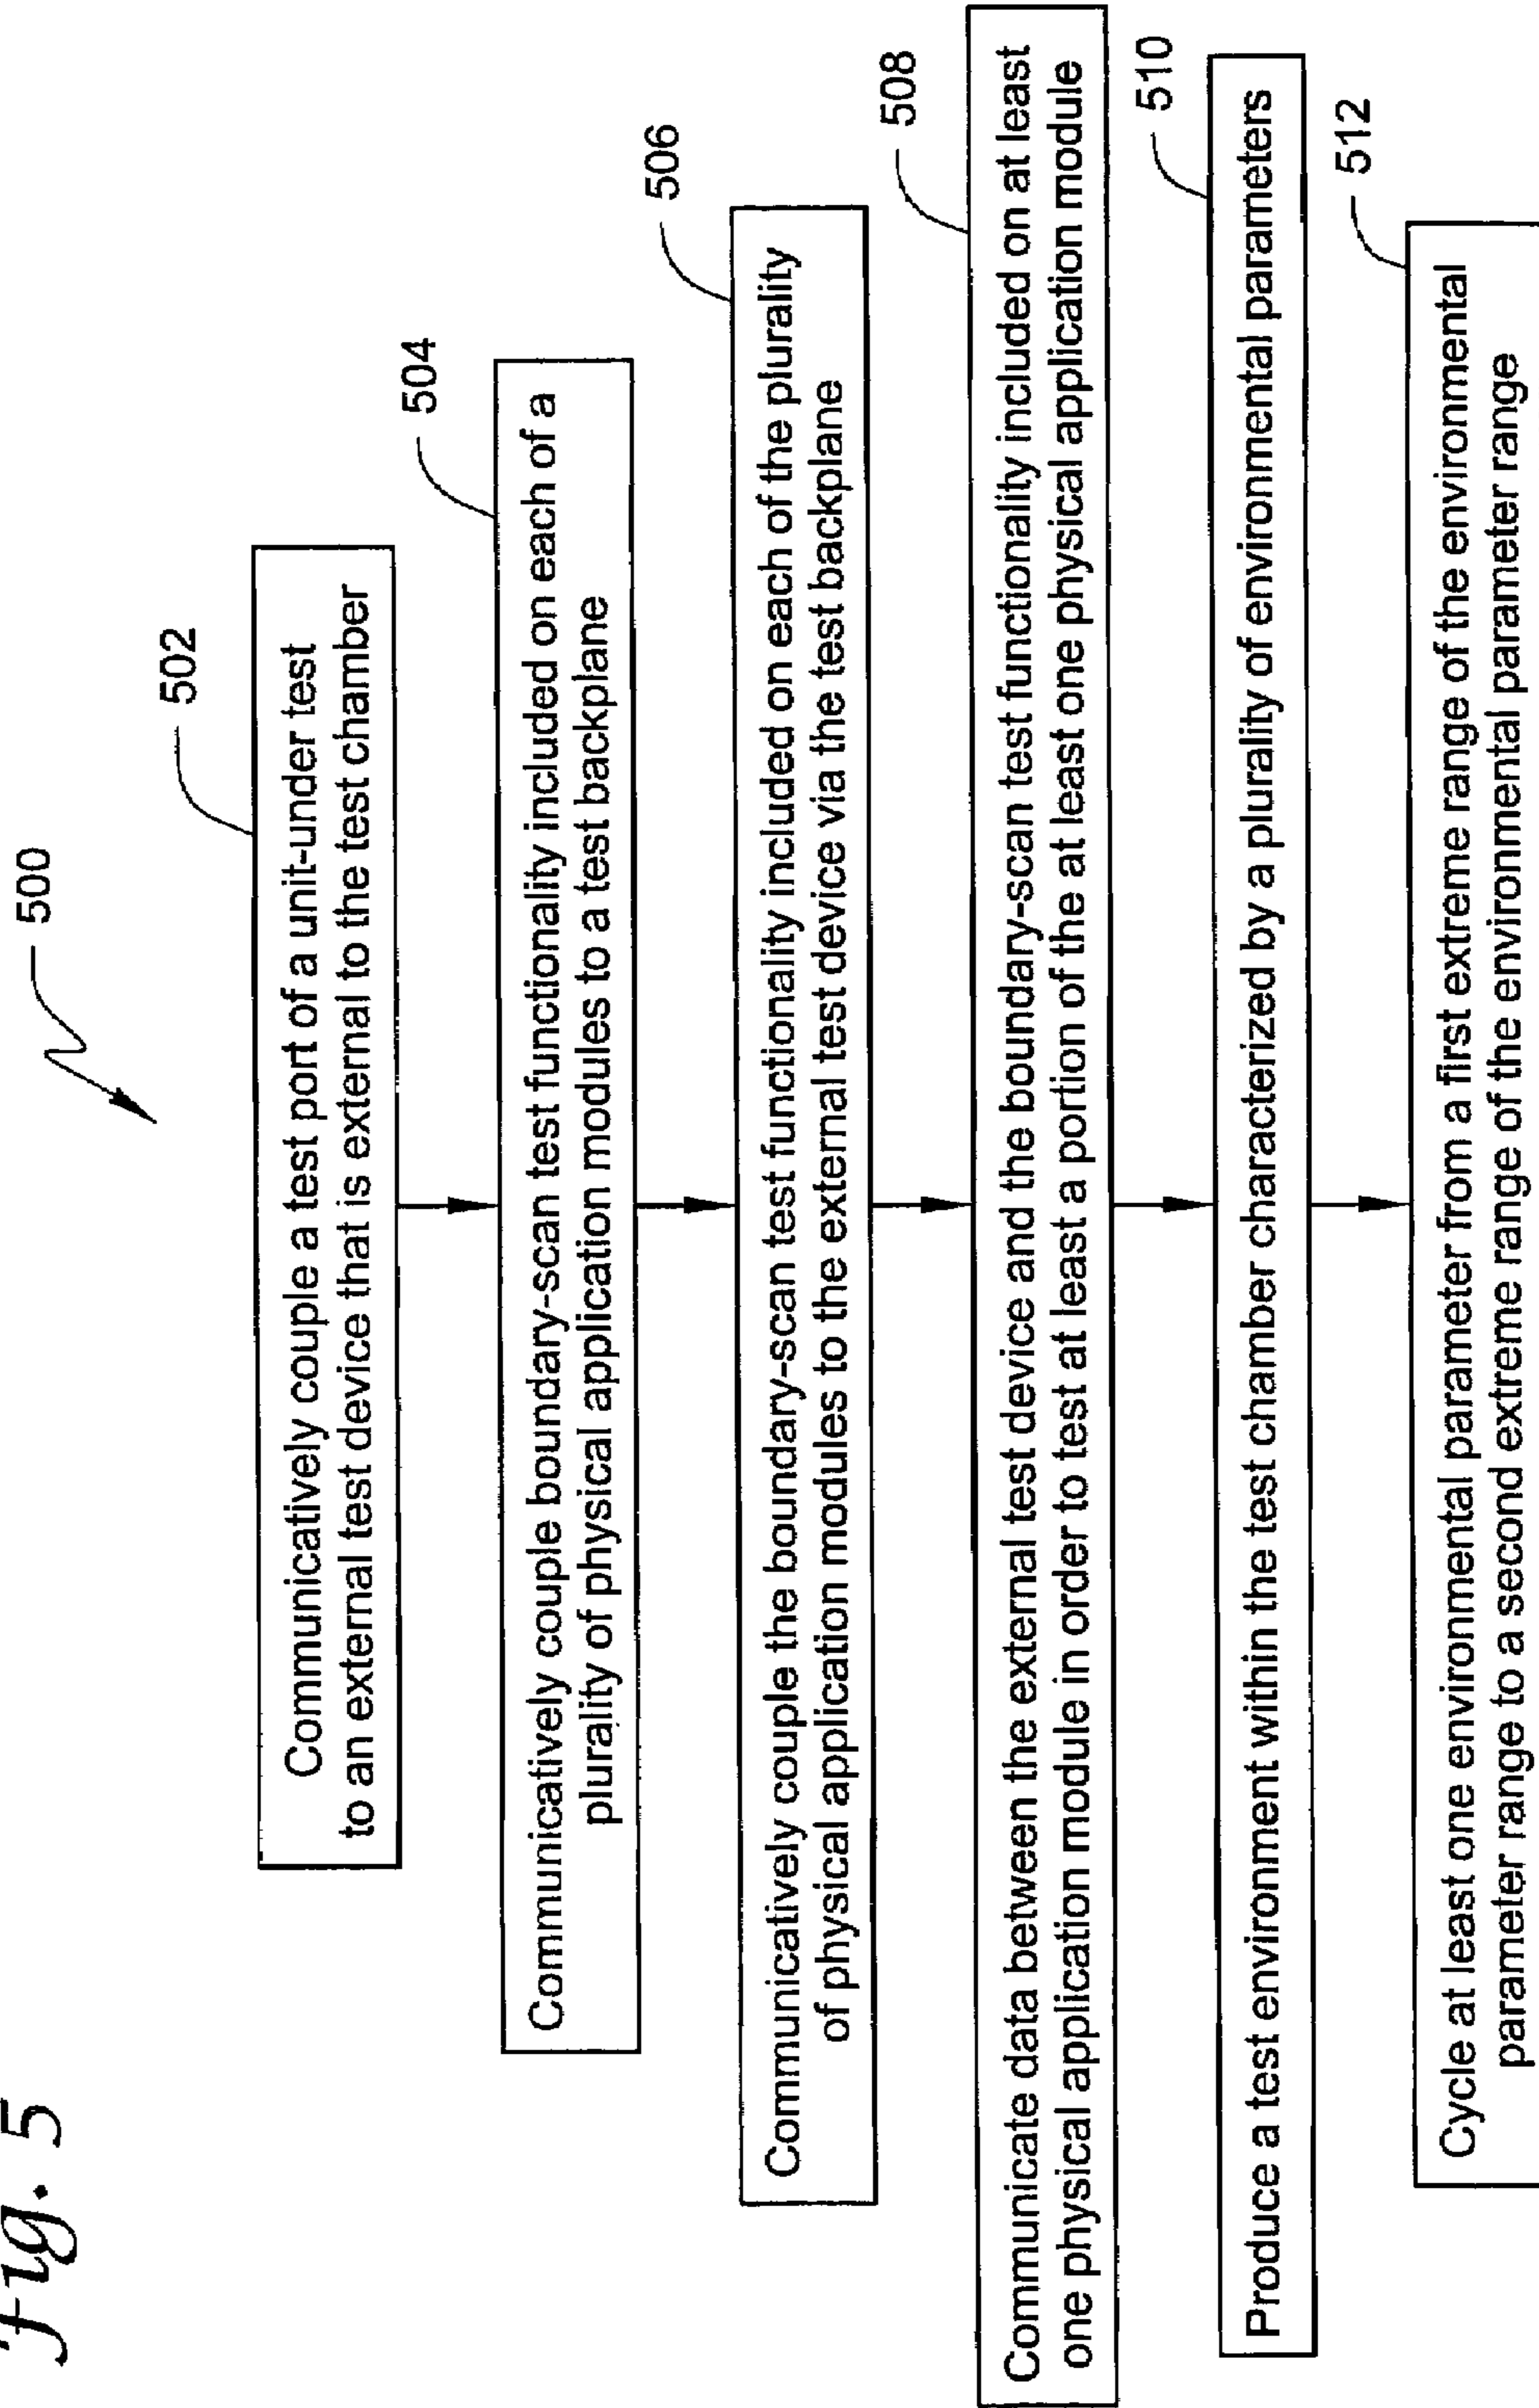 fig. 5
500
502
Communicatively couple a test port of a unit-under test
to an external test device that is external to the test chamber
504
Communicatively couple boundary-scan test functionality included on each of a
plurality of physical application modules to a test backplane
506
Communicatively couple the boundary-scan test functionality included on each of the plurality
of physical application modules to the external test device via the test backplane
508
Communicate data between the external test device and the boundary-scan test functionality included on at least
one physical application module in order to test at least a portion of the at least one physical application module
510
Produce a test environment within the test chamber characterized by a plurality of environmental parameters
512
Cycle at least one environmental parameter from a first extreme range of the environmental
parameter range to a second extreme range of the environmental parameter range